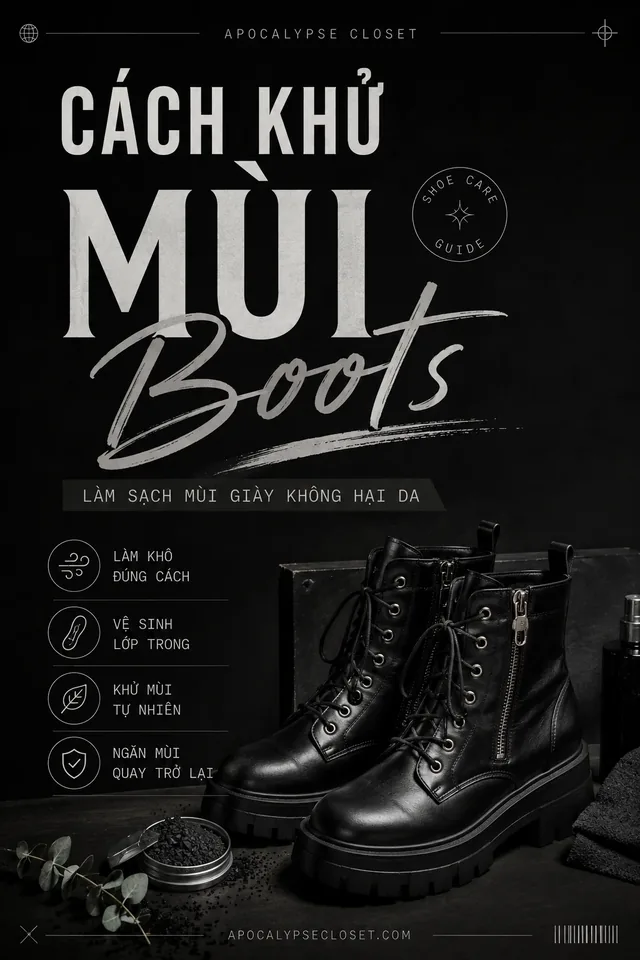 APOCALYPSE CLOSET
CÁCH KHỬ
MÙI
Boots
SHOE CARE
GUIDE
LÀM SẠCH MÙI GIÀY KHÔNG HẠI DA
LÀM KHÔ
ĐÚNG CÁCH
VỆ SINH
LỚP TRONG
KHỬ MÙI
TỰ NHIÊN
NGĂN MÙI
QUAY TRỞ LẠI
APOCALYPSECLOSET.COM